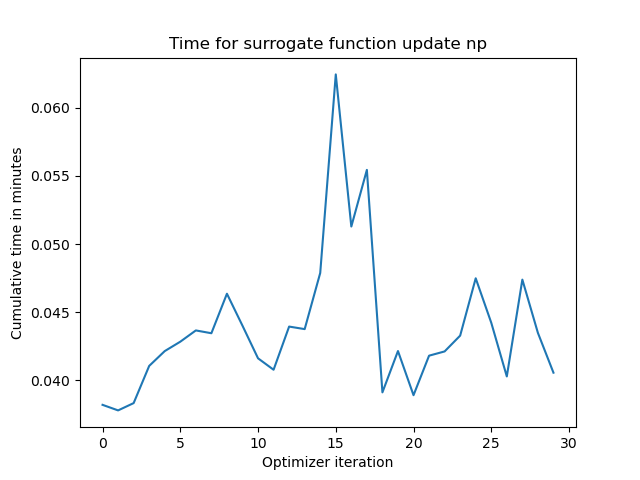 Time for surrogate function update np
0.060
0.055
0.050
0.045
0.040
Cumulative time in minutes
0 5 10 15 20 25 30
Optimizer iteration